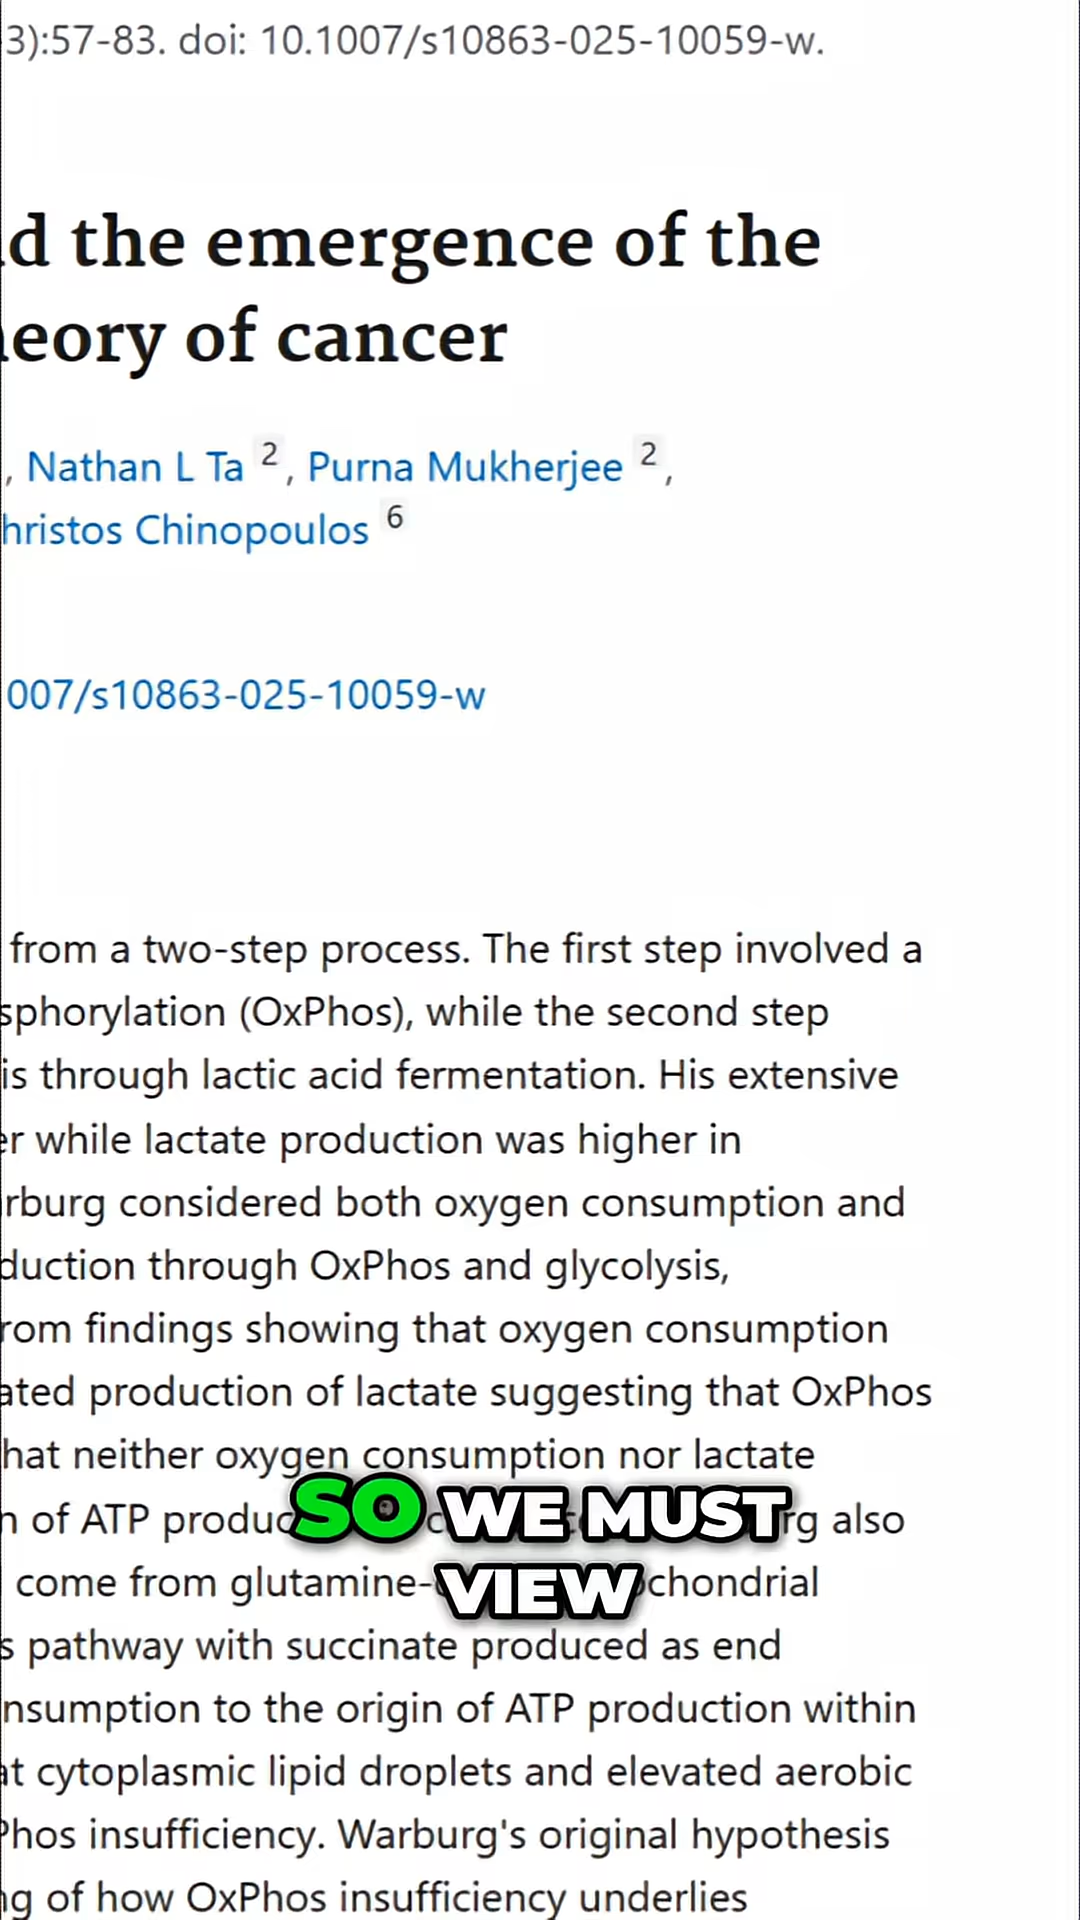 3):57-83. doi: 10.1007/s10863-025-10059-w.
d the emergence of the
eory of cancer
, Nathan L Ta 2, Purna Mukherjee 2,
hristos Chinopoulos 6
007/s10863-025-10059-w
from a two-step process. The first step involved a
sphorylation (OxPhos), while the second step
is through lactic acid fermentation. His extensive
er while lactate production was higher in
rburg considered both oxygen consumption and
duction through OxPhos and glycolysis,
rom findings showing that oxygen consumption
ated production of lactate suggesting that OxPhos
hat neither oxygen consumption nor lactate
n of ATP produc rg also
SO WE MUST
come from glutamine- chondrial
VIEW
s pathway with succinate produced as end
nsumption to the origin of ATP production within
at cytoplasmic lipid droplets and elevated aerobic
Phos insufficiency. Warburg's original hypothesis
ng of how OxPhos insufficiency underlies